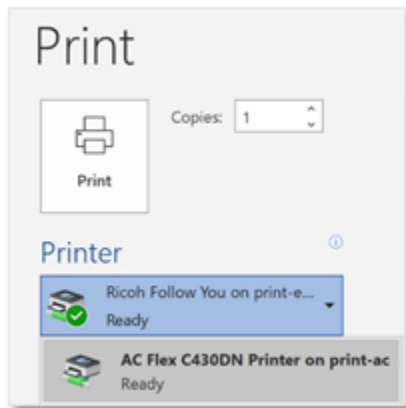 Print
Copies: 1
Print
Printer
Ricoh Follow You on print-e...
Ready
AC Flex C430DN Printer on print-ac
Ready